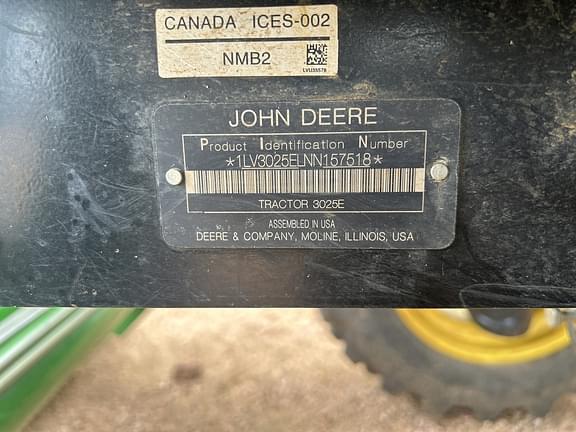 CANADA ICES-002
NMB2
LVU35578
JOHN DEERE
Product Identification Number
*1LV3025ELNN157518*
TRACTOR 3025E
ASSEMBLED IN USA
DEERE & COMPANY, MOLINE, ILLINOIS, USA